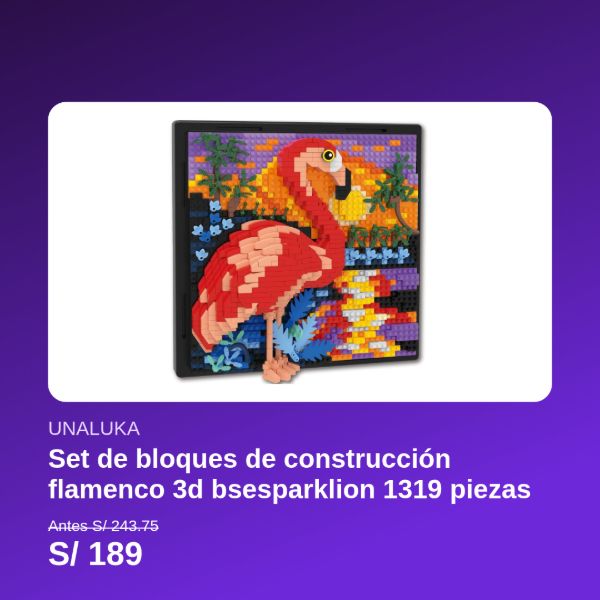 UNALUKA
Set de bloques de construcción
flamenco 3d bsesparklion 1319 piezas
Antes S/ 243.75
S/ 189